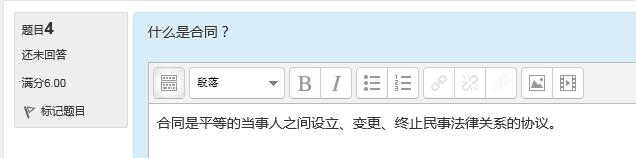 题目4
还未回答
满分6.00
标记题目
什么是合同？
段落
B I
合同是平等的当事人之间设立、变更、终止民事法律关系的协议。